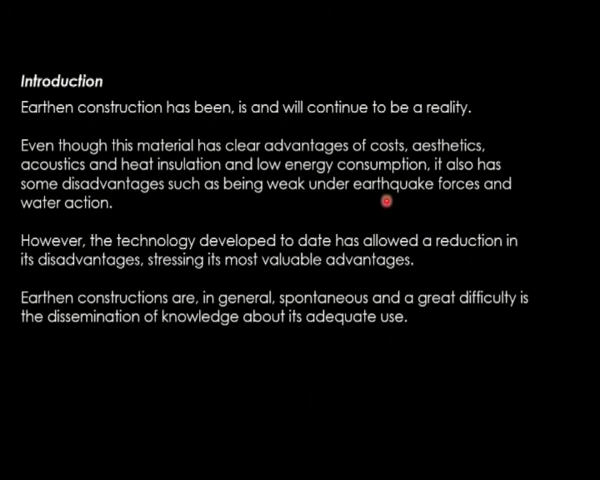 Introduction
Earthen construction has been, is and will continue to be a reality.
Even though this material has clear advantages of costs, aesthetics,
acoustics and heat insulation and low energy consumption, it also has
some disadvantages such as being weak under earthquake forces and
water action.
However, the technology developed to date has allowed a reduction in
its disadvantages, stressing its most valuable advantages.
Earthen constructions are, in general, spontaneous and a great difficulty is
the dissemination of knowledge about its adequate use.